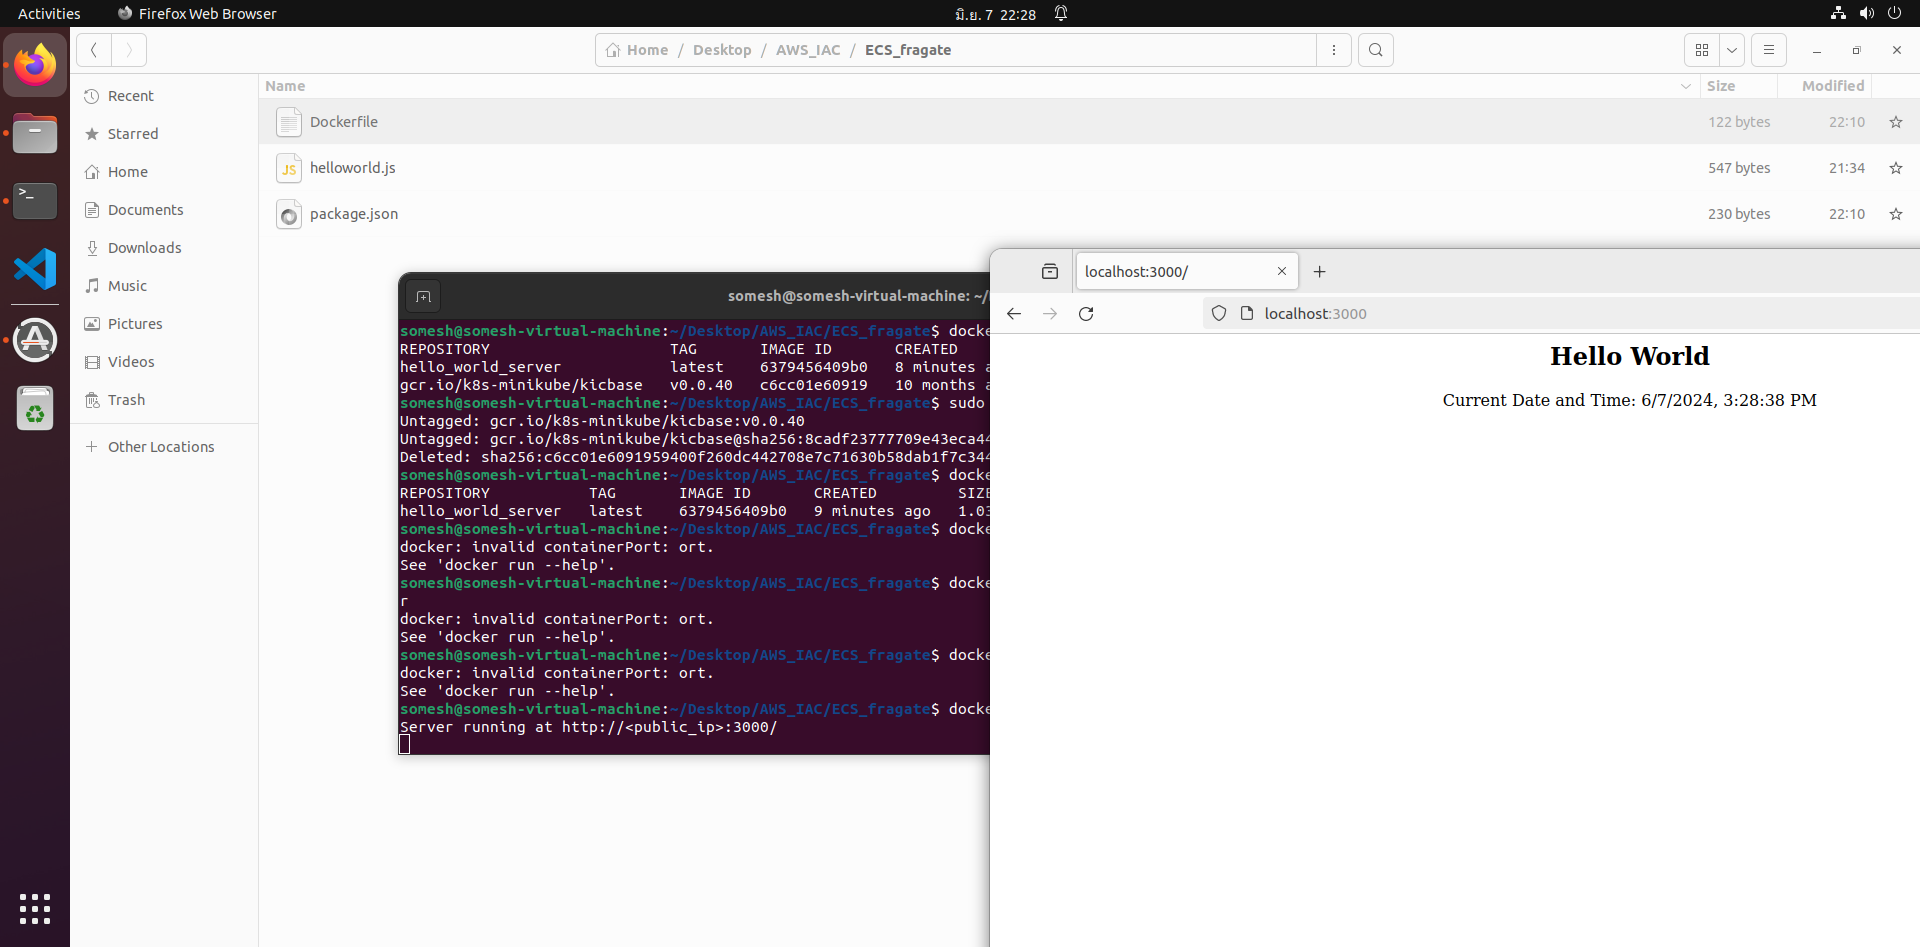 Activities
Firefox Web Browser
มิ.ย. 7 22:28
Home / Desktop / AWS_IAC / ECS_fragate
Recent
Starred
Home
Documents
Downloads
Music
Pictures
Videos
Trash
Other Locations
Name Size Modified
Dockerfile 122 bytes 22:10
helloworld.js 547 bytes 21:34
package.json 230 bytes 22:10
somesh@somesh-virtual-machine: ~/
somesh@somesh-virtual-machine:~/Desktop/AWS_IAC/ECS_fragate$ docke
REPOSITORY TAG IMAGE ID CREATED
hello_world_server latest 6379456409b0 8 minutes a
gcr.io/k8s-minikube/kicbase v0.0.40 c6cc01e60919 10 months a
somesh@somesh-virtual-machine:~/Desktop/AWS_IAC/ECS_fragate$ sudo
Untagged: gcr.io/k8s-minikube/kicbase:v0.0.40
Untagged: gcr.io/k8s-minikube/kicbase@sha256:8cadf23777709e43eca44
Deleted: sha256:c6cc01e6091959400f260dc442708e7c71630b58dab1f7c344
somesh@somesh-virtual-machine:~/Desktop/AWS_IAC/ECS_fragate$ docke
REPOSITORY TAG IMAGE ID CREATED SIZE
hello_world_server latest 6379456409b0 9 minutes ago 1.03
somesh@somesh-virtual-machine:~/Desktop/AWS_IAC/ECS_fragate$ docke
docker: invalid containerPort: ort.
See 'docker run --help'.
somesh@somesh-virtual-machine:~/Desktop/AWS_IAC/ECS_fragate$ docke
r
docker: invalid containerPort: ort.
See 'docker run --help'.
somesh@somesh-virtual-machine:~/Desktop/AWS_IAC/ECS_fragate$ docke
docker: invalid containerPort: ort.
See 'docker run --help'.
somesh@somesh-virtual-machine:~/Desktop/AWS_IAC/ECS_fragate$ docke
Server running at http://<public_ip>:3000/
localhost:3000/
localhost:3000
Hello World
Current Date and Time: 6/7/2024, 3:28:38 PM